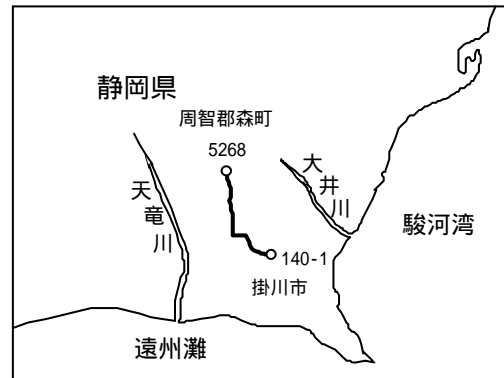 静岡県
周智郡森町
5268
天竜川
大井川
駿河湾
140-1
掛川市
遠州灘